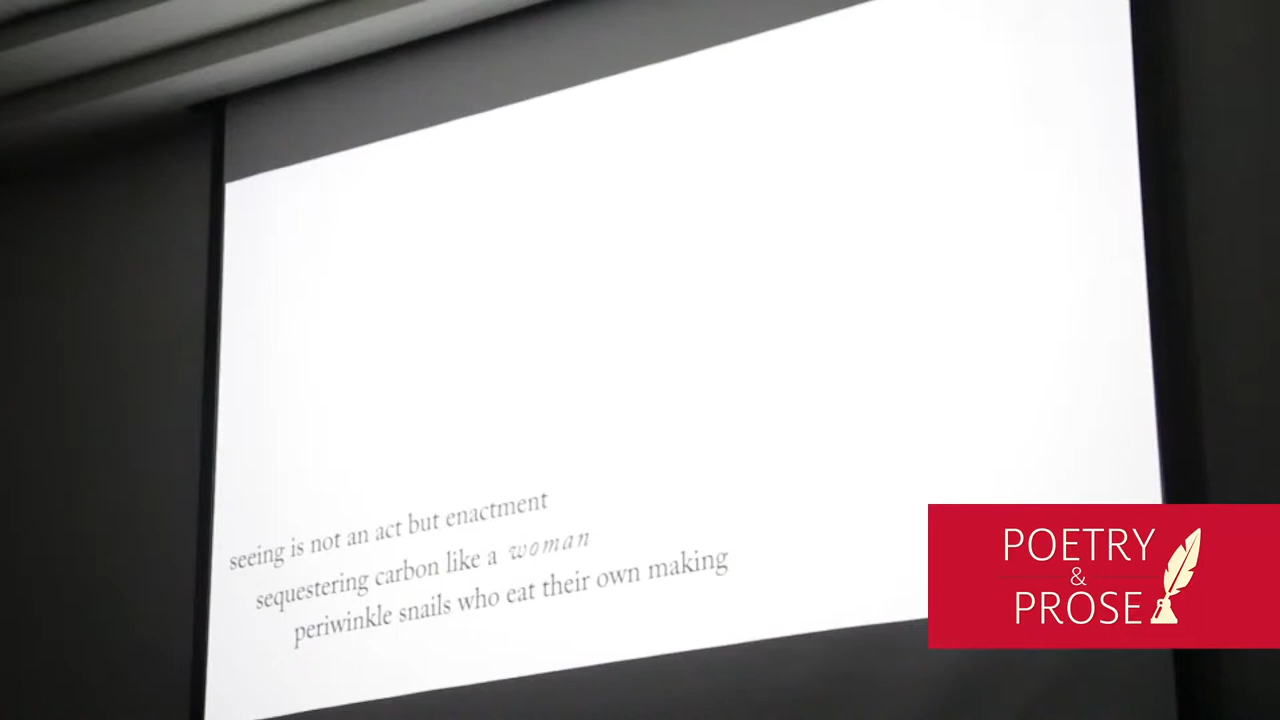 seeing is not an act but enactment
sequestering carbon like a woman
periwinkle snails who eat their own making
POETRY
&
PROSE